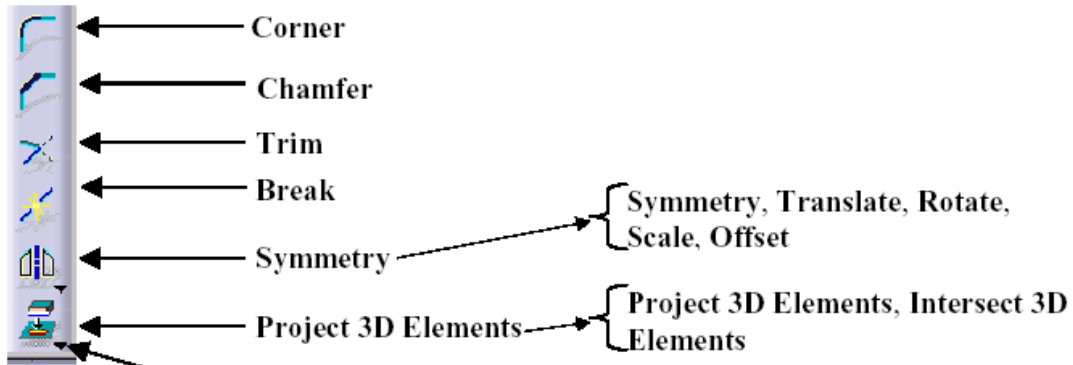 Corner
Chamfer
Trim
Break
Symmetry
Symmetry, Translate, Rotate,
Scale, Offset
Project 3D Elements
Project 3D Elements, Intersect 3D
Elements